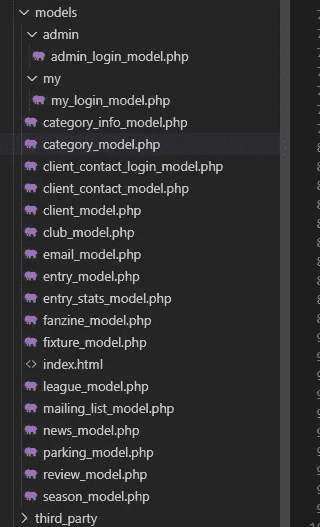 models
admin
admin_login_model.php
my
my_login_model.php
category_info_model.php
category_model.php
client_contact_login_model.php
client_contact_model.php
client_model.php
club_model.php
email_model.php
entry_model.php
entry_stats_model.php
fanzine_model.php
fixture_model.php
index.html
league_model.php
mailing_list_model.php
news_model.php
parking_model.php
review_model.php
season_model.php
third_party